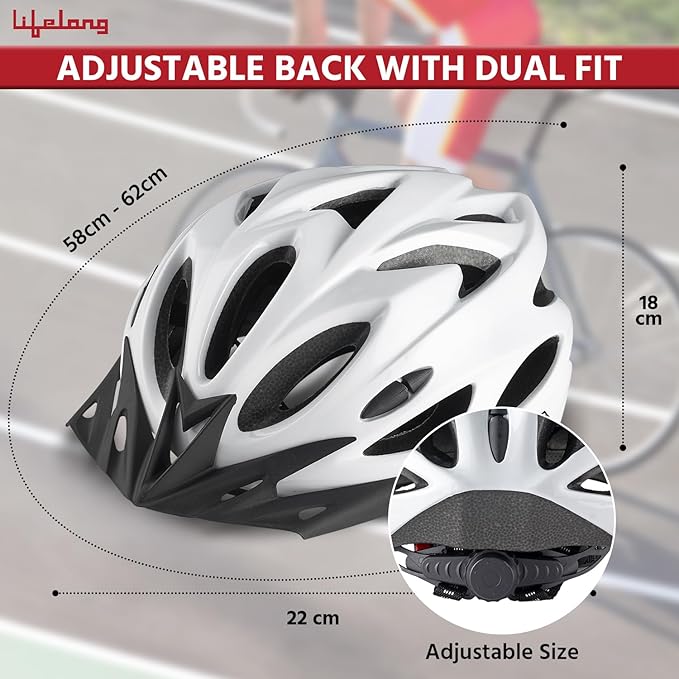 Lifelong
ADJUSTABLE BACK WITH DUAL FIT
58cm - 62cm
18
cm
22 cm
Adjustable Size